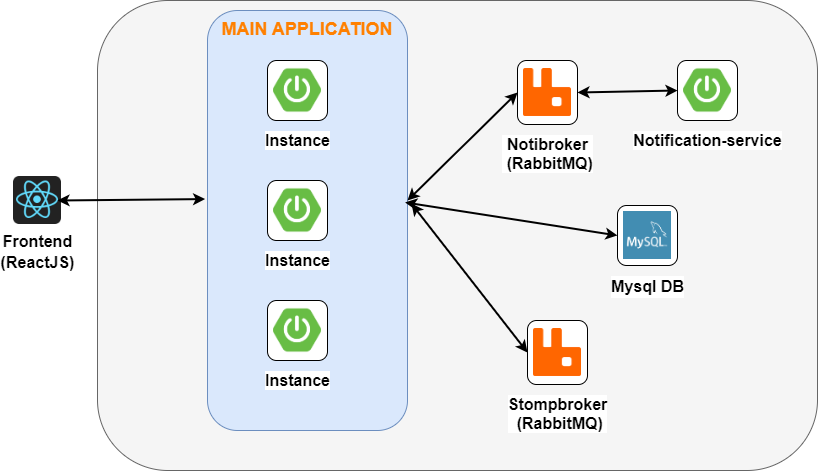 MAIN APPLICATION
Instance
Instance
Instance
Frontend
(ReactJS)
Notibroker
(RabbitMQ)
Notification-service
MySQL
Mysql DB
Stompbroker
(RabbitMQ)